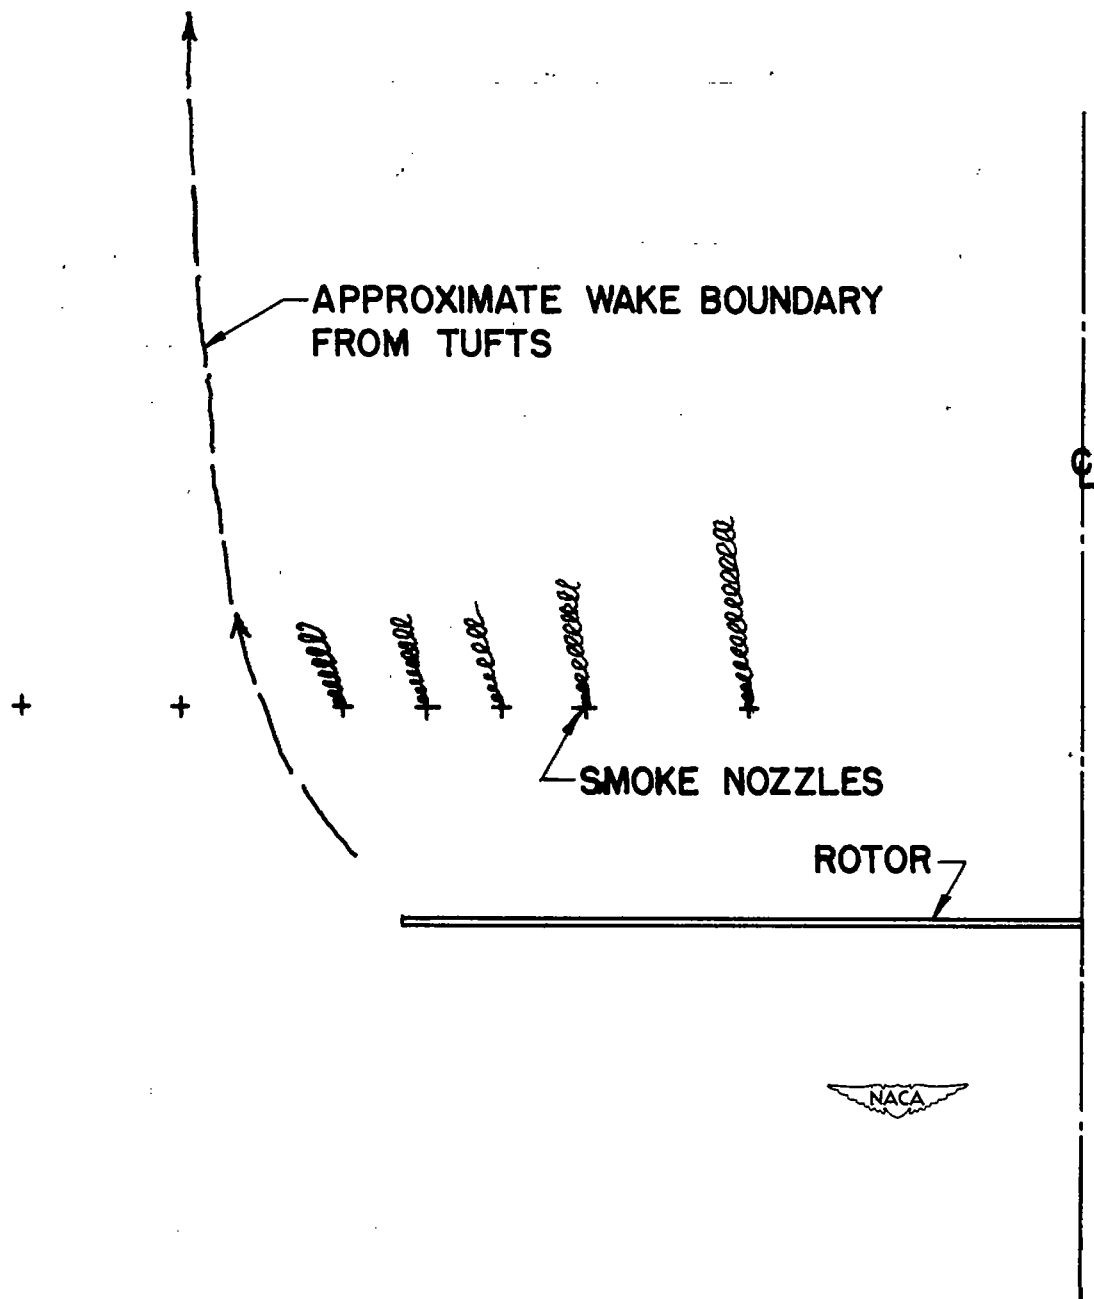 APPROXIMATE WAKE BOUNDARY
FROM TUFTS
℄
SMOKE NOZZLES
ROTOR
NACA